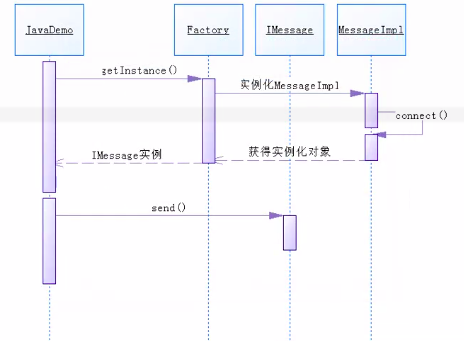 JavaDemo
Factory
IMessage
MessageImpl
getInstance()
实例化MessageImpl
connect()
获得实例化对象
IMessage实例
send()